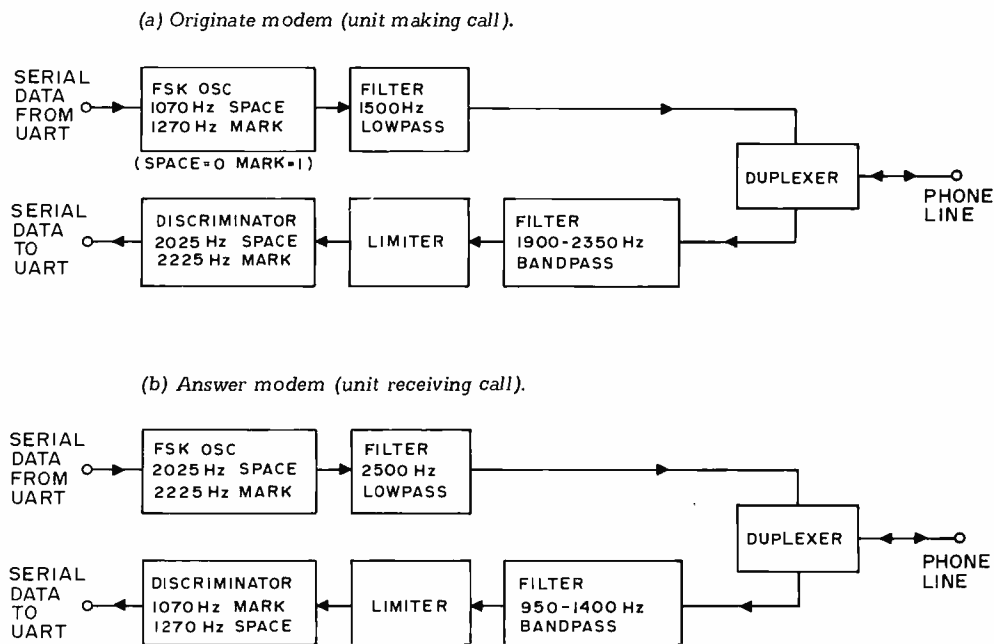 (a) Originate modem (unit making call).
SERIAL
DATA
FROM
UART
FSK OSC
1070 Hz SPACE
1270 Hz MARK
(SPACE=0 MARK=1)
FILTER
1500Hz
LOWPASS
DUPLEXER
PHONE
LINE
SERIAL
DATA
TO
UART
DISCRIMINATOR
2025 Hz SPACE
2225 Hz MARK
LIMITER
FILTER
1900-2350 Hz
BANDPASS
(b) Answer modem (unit receiving call).
SERIAL
DATA
FROM
UART
FSK OSC
2025 Hz SPACE
2225 Hz MARK
FILTER
2500 Hz
LOWPASS
DUPLEXER
PHONE
LINE
SERIAL
DATA
TO
UART
DISCRIMINATOR
1070 Hz MARK
1270 Hz SPACE
LIMITER
FILTER
950-1400 Hz
BANDPASS